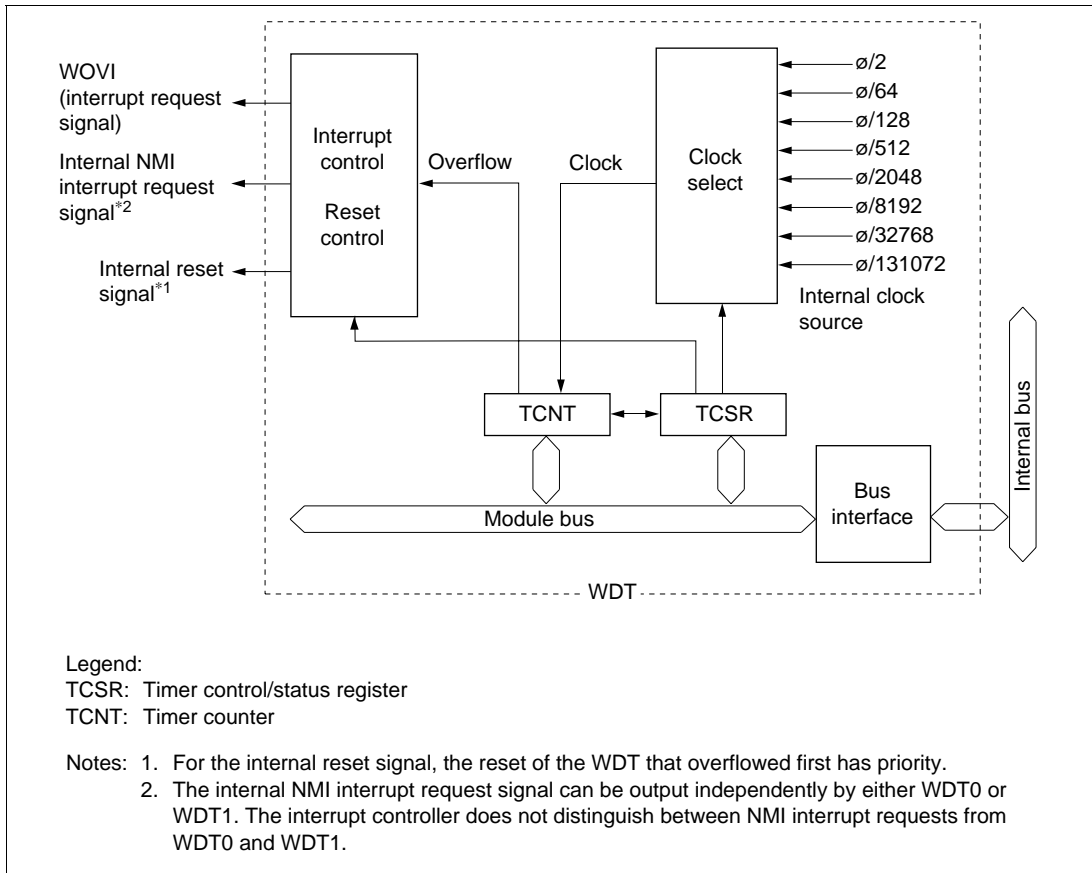 WOVI
(interrupt request
signal)
Internal NMI
interrupt request
signal*2
Internal reset
signal*1
Interrupt
control
Reset
control
Overflow
Clock
Clock
select
ø/2
ø/64
ø/128
ø/512
ø/2048
ø/8192
ø/32768
ø/131072
Internal clock
source
TCNT
TCSR
Module bus
Bus
interface
Internal bus
WDT
Legend:
TCSR: Timer control/status register
TCNT: Timer counter
Notes: 1. For the internal reset signal, the reset of the WDT that overflowed first has priority.
2. The internal NMI interrupt request signal can be output independently by either WDT0 or
WDT1. The interrupt controller does not distinguish between NMI interrupt requests from
WDT0 and WDT1.